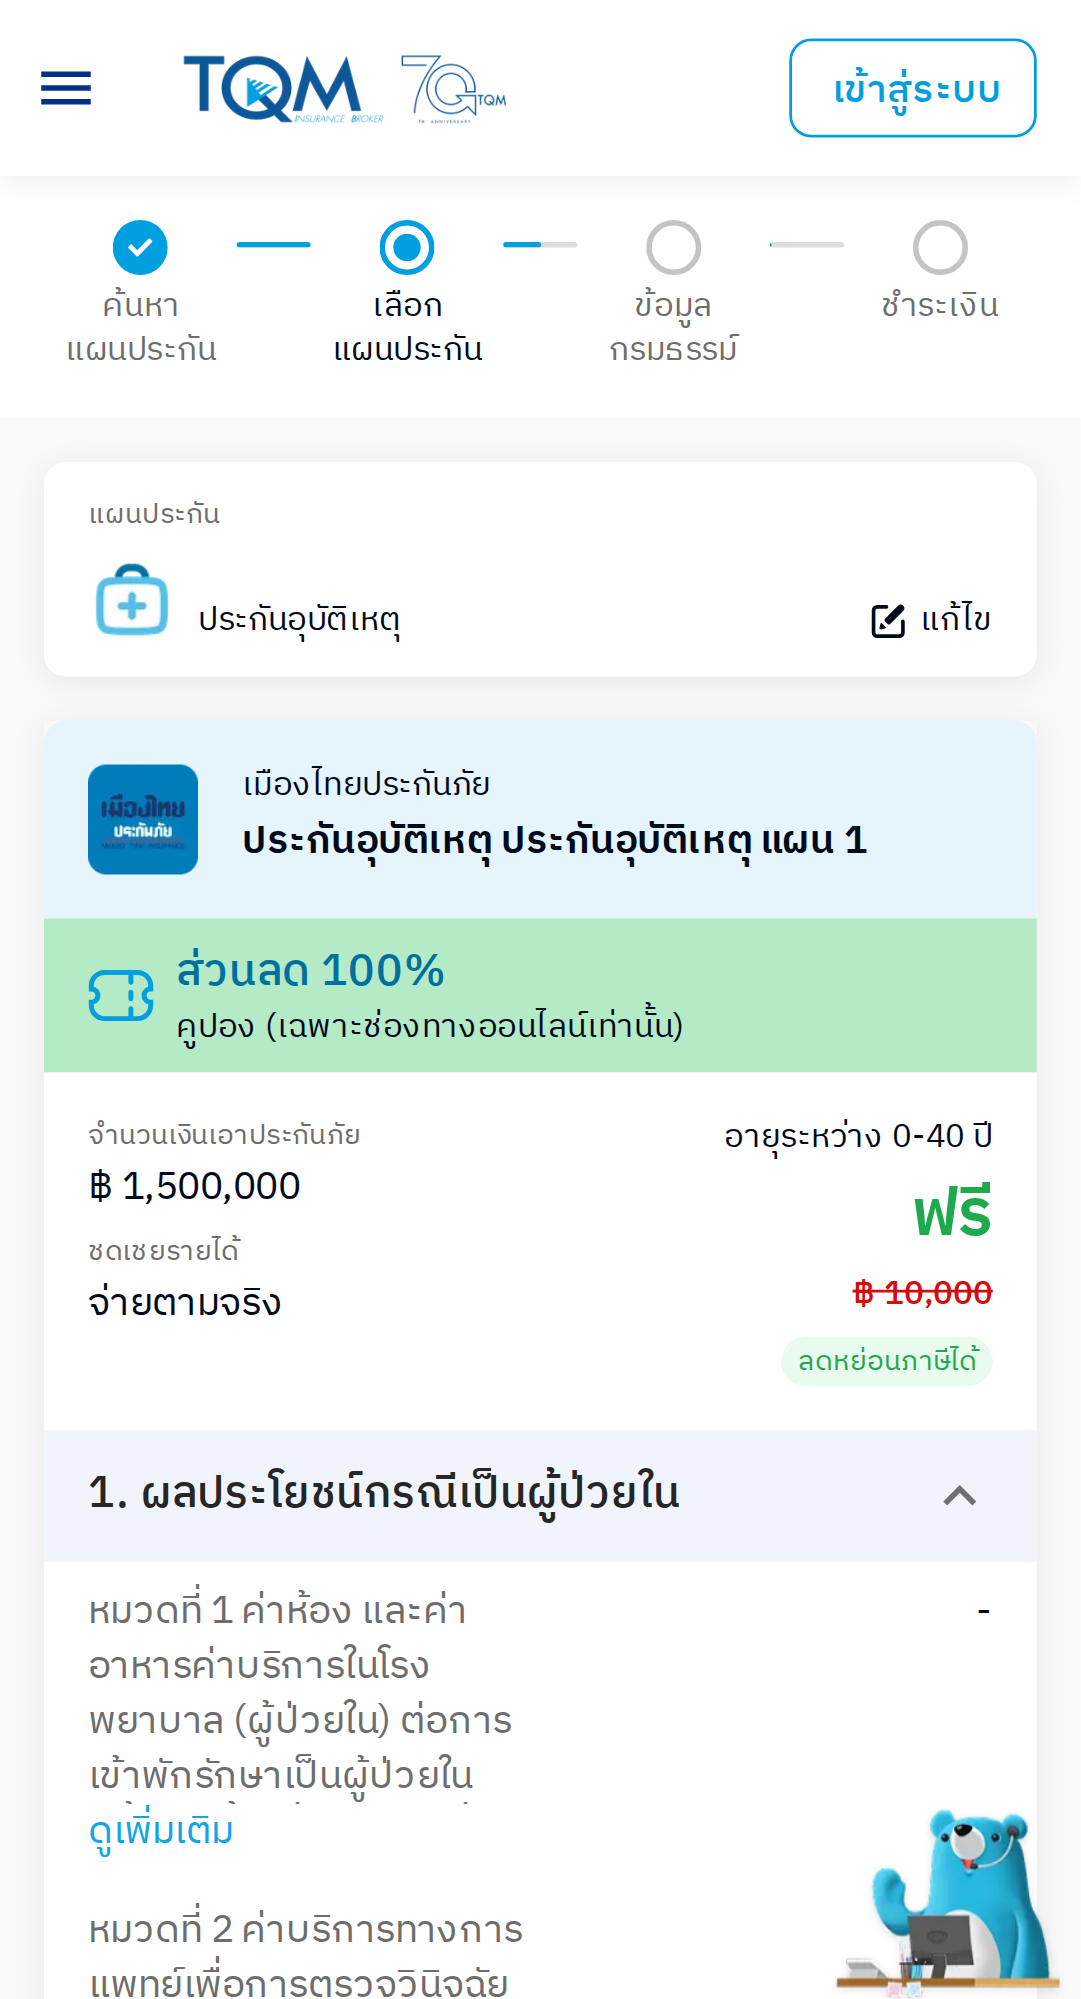 TQM
INSURANCE BROKER
70 TQM
TH ANNIVERSARY
เข้าสู่ระบบ
ค้นหา
แผนประกัน
เลือก
แผนประกัน
ข้อมูล
กรมธรรม์
ชำระเงิน
แผนประกัน
ประกันอุบัติเหตุ
แก้ไข
เมืองไทย
ประกันภัย
เมืองไทยประกันภัย
ประกันอุบัติเหตุ ประกันอุบัติเหตุ แผน 1
ส่วนลด 100%
คูปอง (เฉพาะช่องทางออนไลน์เท่านั้น)
จำนวนเงินเอาประกันภัย
฿ 1,500,000
ชดเชยรายได้
จ่ายตามจริง
อายุระหว่าง 0-40 ปี
ฟรี
฿ 10,000
ลดหย่อนภาษีได้
1. ผลประโยชน์กรณีเป็นผู้ป่วยใน
หมวดที่ 1 ค่าห้อง และค่า
อาหารค่าบริการในโรง
พยาบาล (ผู้ป่วยใน) ต่อการ
เข้าพักรักษาเป็นผู้ป่วยใน
-
ดูเพิ่มเติม
หมวดที่ 2 ค่าบริการทางการ
แพทย์เพื่อการตรวจวินิจฉัย